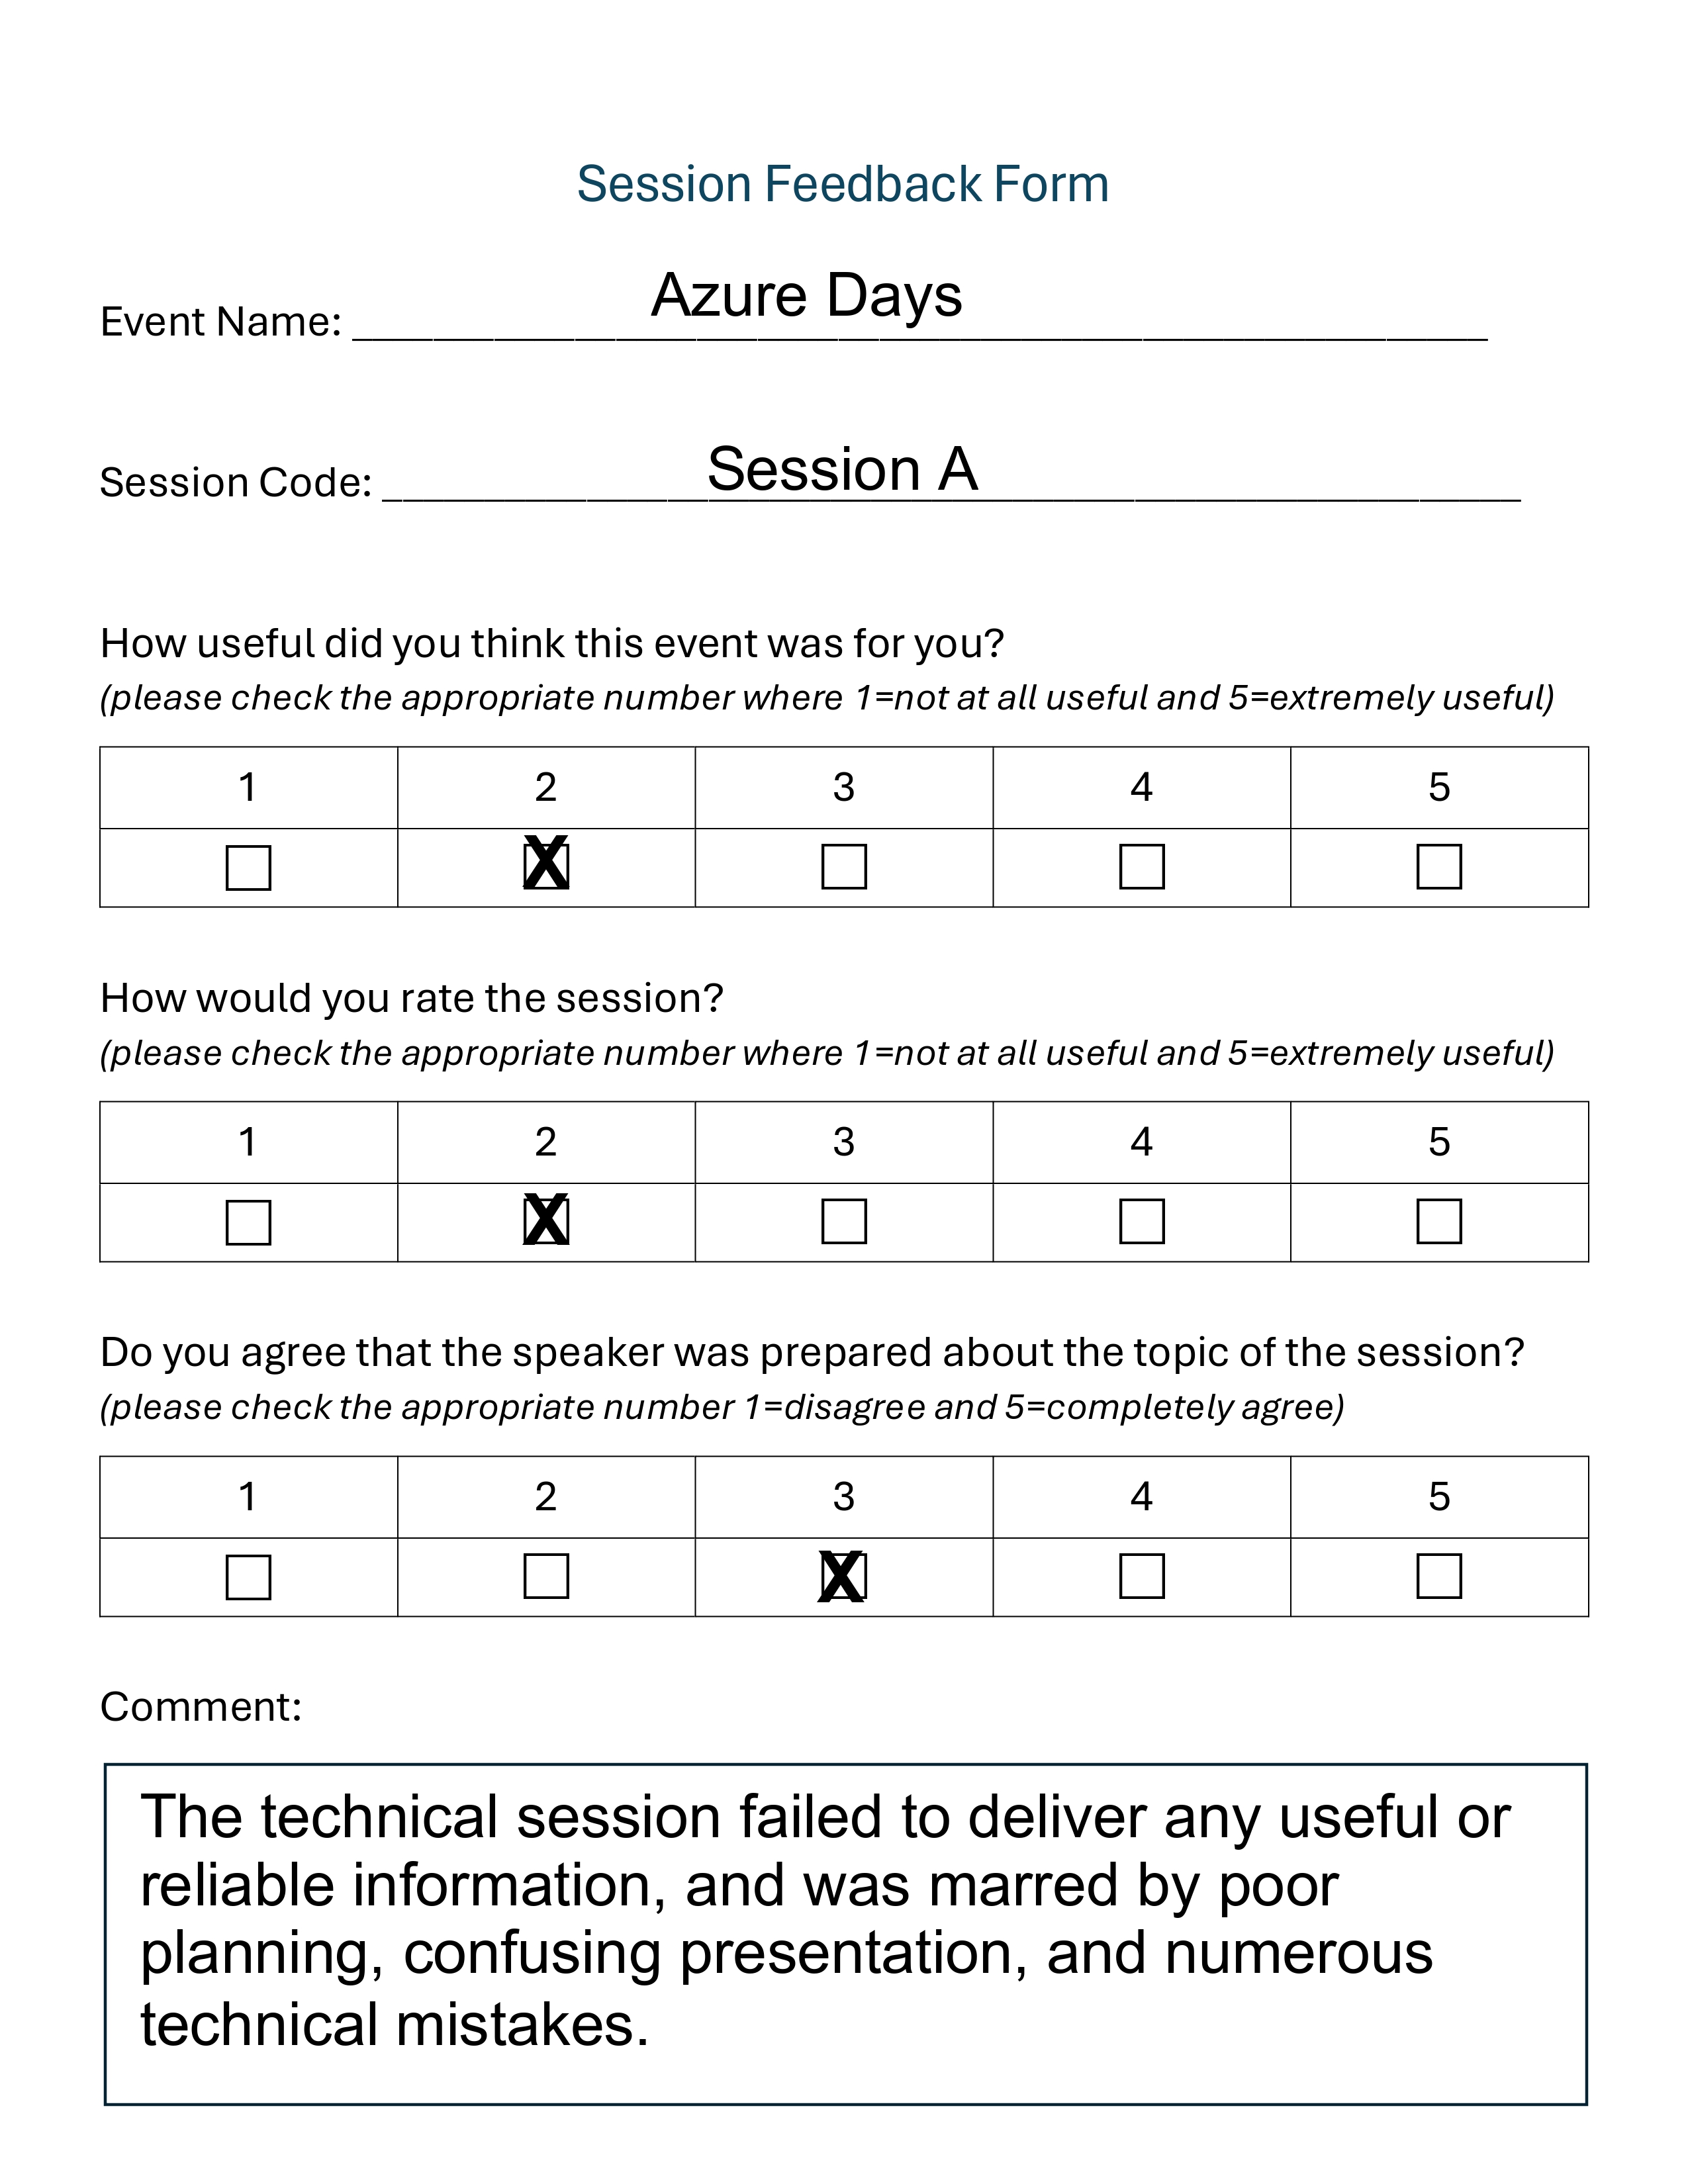 Session Feedback Form
Event Name: Azure Days
Session Code: Session A
How useful did you think this event was for you?
(please check the appropriate number where 1=not at all useful and 5=extremely useful)
1 2 3 4 5
☐ X ☐ ☐ ☐
How would you rate the session?
(please check the appropriate number where 1=not at all useful and 5=extremely useful)
1 2 3 4 5
☐ X ☐ ☐ ☐
Do you agree that the speaker was prepared about the topic of the session?
(please check the appropriate number 1=disagree and 5=completely agree)
1 2 3 4 5
☐ ☐ X ☐ ☐
Comment:
The technical session failed to deliver any useful or
reliable information, and was marred by poor
planning, confusing presentation, and numerous
technical mistakes.